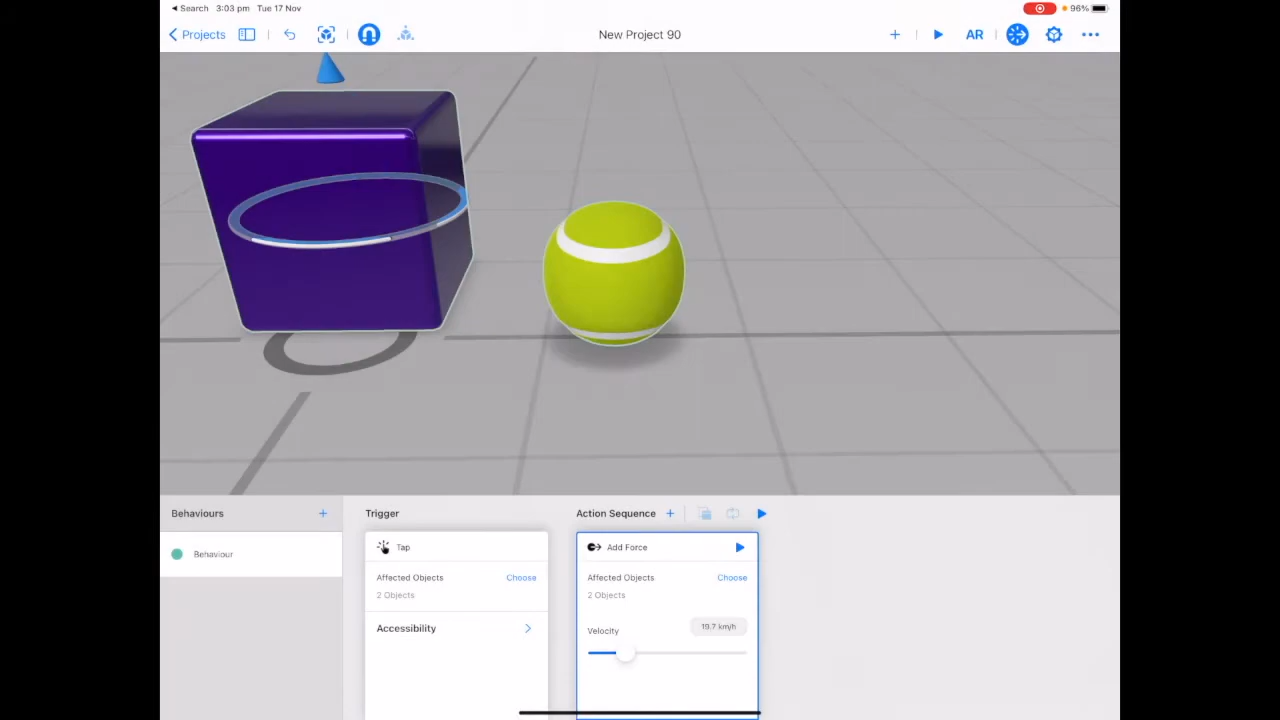 Search 3:03 pm Tue 17 Nov 96%
Projects New Project 90 AR
Behaviours Trigger Action Sequence
Behaviour Tap Add Force
Affected Objects Choose Affected Objects Choose
2 Objects 2 Objects
Accessibility Velocity 19.7 km/h